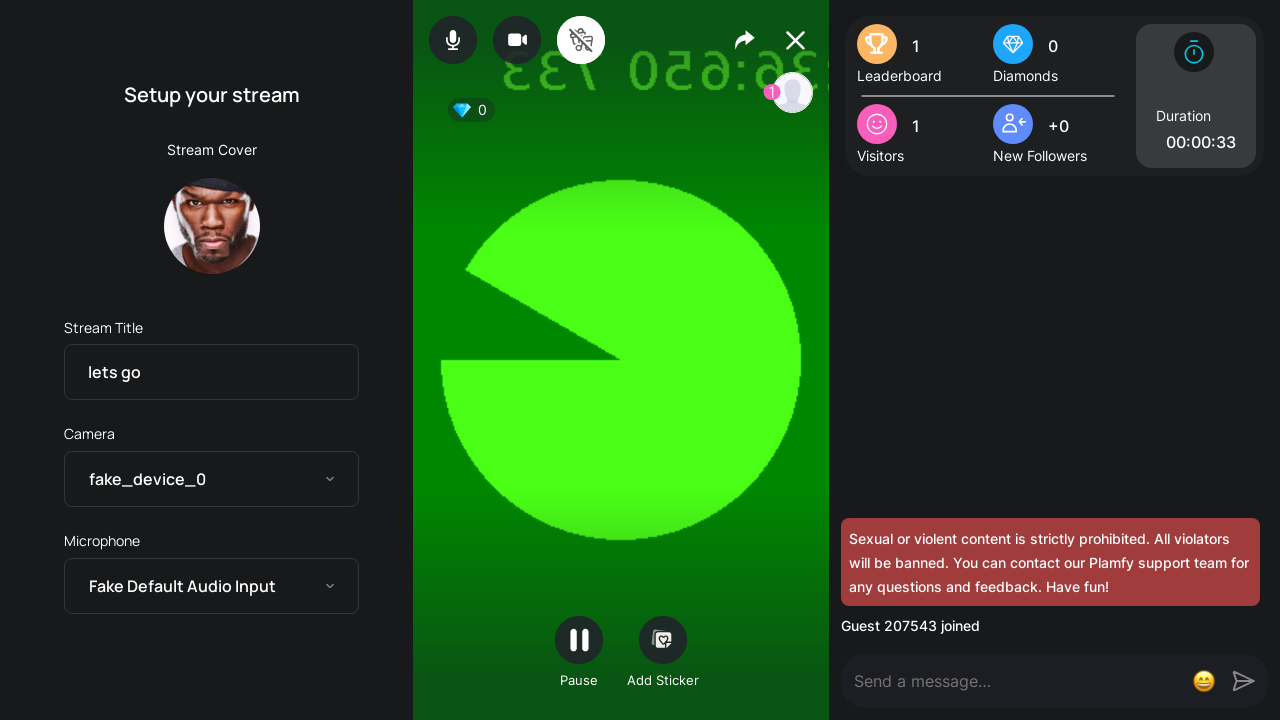 Setup your stream
Stream Cover
Stream Title
lets go
Camera
fake_device_0
Microphone
Fake Default Audio Input
0
1
Pause
Add Sticker
1
Leaderboard
0
Diamonds
1
Visitors
+0
New Followers
Duration
00:00:33
Sexual or violent content is strictly prohibited. All violators
will be banned. You can contact our Plamfy support team for
any questions and feedback. Have fun!
Guest 207543 joined
Send a message...